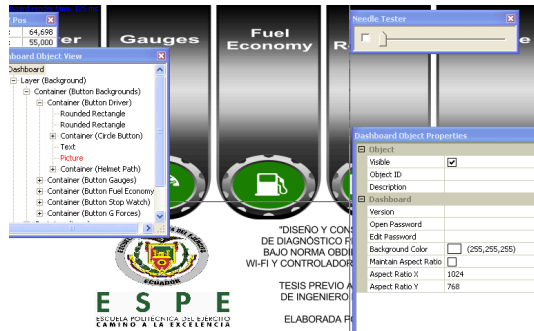 Pos
64,698
55,000
er
Gauges
Fuel
Economy
R
e
Needle Tester
board Object View
Dashboard
Layer (Background)
Container (Button Backgrounds)
Container (Button Driver)
Rounded Rectangle
Rounded Rectangle
Container (Circle Button)
Text
Picture
Container (Helmet Path)
Container (Button Gauges)
Container (Button Fuel Economy
Container (Button Stop Watch)
Container (Button G Forces)
Dashboard Object Properties
Object
Visible
Object ID
Description
Dashboard
Version
Open Password
Edit Password
Background Color (255,255,255)
Maintain Aspect Ratio
Aspect Ratio X 1024
Aspect Ratio Y 768
"DISEÑO Y CONS
DE DIAGNÓSTICO P
BAJO NORMA OBDI
WI-FI Y CONTROLADOR
TESIS PREVIO A
DE INGENIERO
ELABORADA PO
ECUADOR
E S P E
ESCUELA POLITÉCNICA DEL EJÉRCITO
CAMINO A LA EXCELENCIA